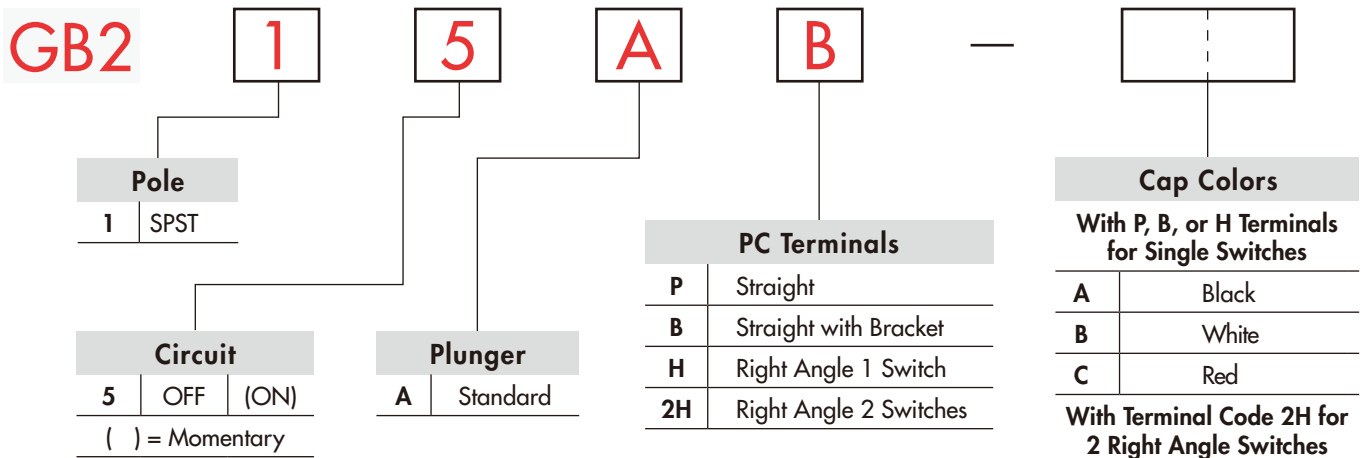 GB2 1 5 A B —
Pole
1 SPST
Circuit
5 OFF (ON)
( ) = Momentary
Plunger
A Standard
PC Terminals
P Straight
B Straight with Bracket
H Right Angle 1 Switch
2H Right Angle 2 Switches
Cap Colors
With P, B, or H Terminals
for Single Switches
A Black
B White
C Red
With Terminal Code 2H for
2 Right Angle Switches